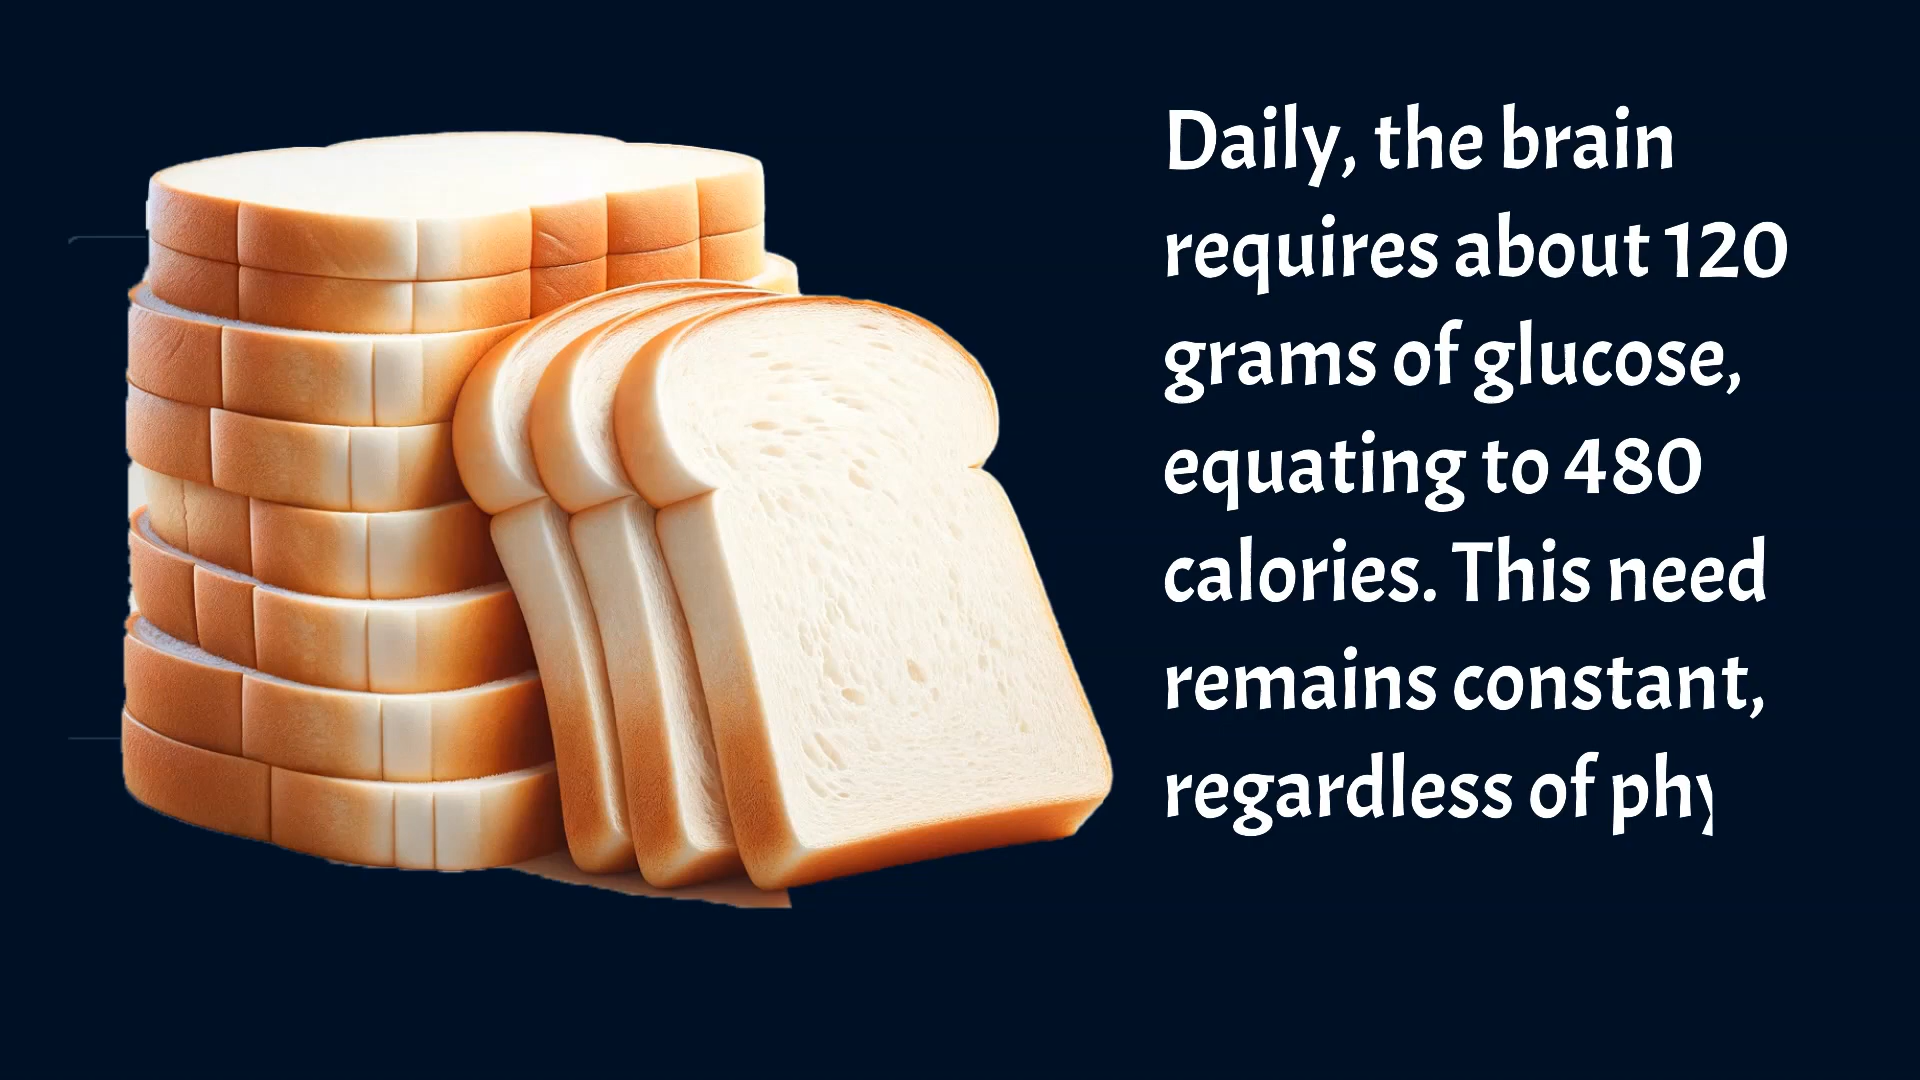 Daily, the brain
requires about 120
grams of glucose,
equating to 480
calories. This need
remains constant,
regardless of phy